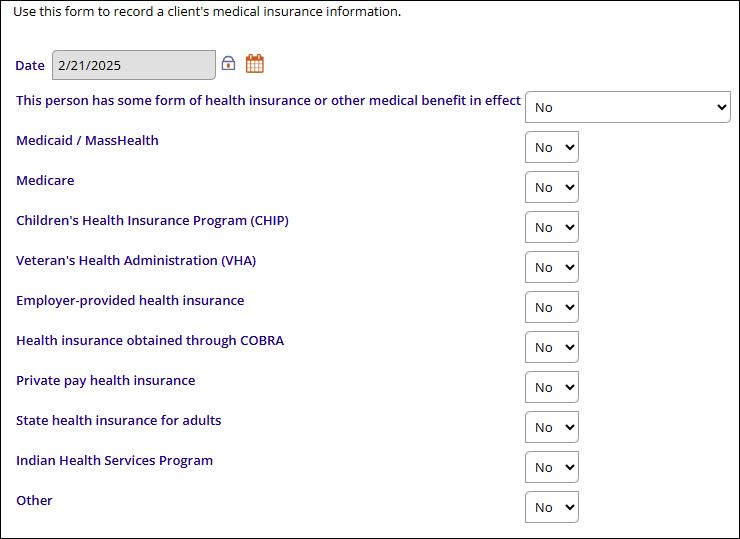 Use this form to record a client's medical insurance information.
Date 2/21/2025
This person has some form of health insurance or other medical benefit in effect No
Medicaid / MassHealth No
Medicare No
Children's Health Insurance Program (CHIP) No
Veteran's Health Administration (VHA) No
Employer-provided health insurance No
Health insurance obtained through COBRA No
Private pay health insurance No
State health insurance for adults No
Indian Health Services Program No
Other No